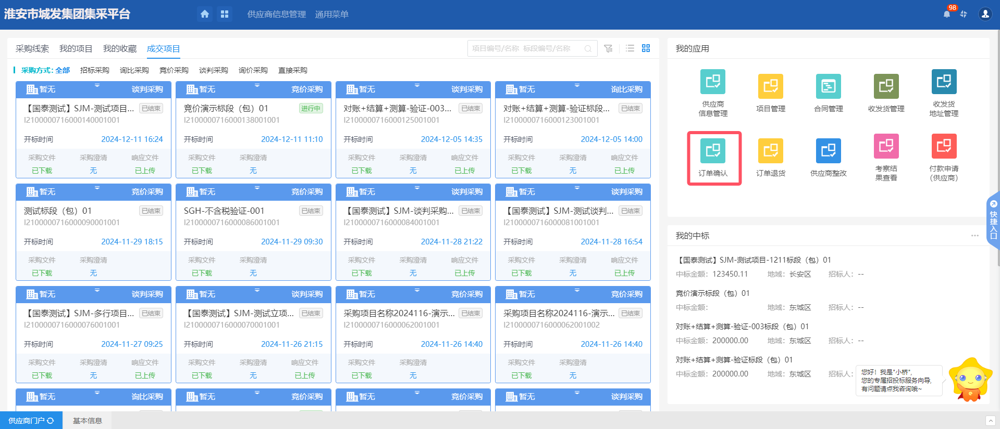 淮安市城发集团集采平台
供应商信息管理 通用菜单
98
采购线索 我的项目 我的收藏 成交项目
项目编号/名称 标段编号/名称
采购方式: 全部 招标采购 询比采购 竞价采购 谈判采购 询价采购 直接采购
暂无 谈判采购
【国泰测试】SJM-测试项目... 已结束
I2100000716000140001001
开标时间 2024-12-11 16:24
采购文件 采购澄清 响应文件
已下载 无 已上传
暂无 竞价采购
竞价演示标段（包）01 进行中
I2100000716000138001001
开标时间 2024-12-11 11:10
采购文件 采购澄清
已下载 无
暂无 谈判采购
对账+结算+测算-验证-003... 已结束
I2100000716000125001001
开标时间 2024-12-05 14:35
采购文件 采购澄清 响应文件
已下载 无 已上传
暂无 询比采购
对账+结算+测算-验证标段... 已结束
I2100000716000123001001
开标时间 2024-12-05 14:00
采购文件 采购澄清 响应文件
已下载 无 已上传
暂无 竞价采购
测试标段（包）01 已结束
I2100000716000090001001
开标时间 2024-11-29 18:15
采购文件 采购澄清
已下载 无
暂无 竞价采购
SGH-不含税验证-001 已结束
I2100000716000086001001
开标时间 2024-11-29 09:30
采购文件 采购澄清
已下载 无
暂无 谈判采购
【国泰测试】SJM-谈判采购... 已结束
I2100000716000084001001
开标时间 2024-11-28 21:22
采购文件 采购澄清 响应文件
已下载 无 已上传
暂无 谈判采购
【国泰测试】SJM-测试谈判... 已结束
I2100000716000081001001
开标时间 2024-11-28 16:54
采购文件 采购澄清 响应文件
已下载 无 已上传
暂无 谈判采购
【国泰测试】SJM-多行项目... 已结束
I2100000716000076001001
开标时间 2024-11-27 09:25
采购文件 采购澄清 响应文件
已下载 无 已上传
暂无 谈判采购
【国泰测试】SJM-测试立项... 已结束
I2100000716000070001001
开标时间 2024-11-26 21:15
采购文件 采购澄清 响应文件
已下载 无 已上传
暂无 竞价采购
采购项目名称2024116-演示... 已结束
I2100000716000062001001
开标时间 2024-11-26 14:40
采购文件 采购澄清
已下载 无
暂无 竞价采购
采购项目名称2024116-演示... 已结束
I2100000716000062001002
开标时间 2024-11-26 14:40
采购文件 采购澄清
已下载 无
暂无 询比采购
暂无 竞价采购
暂无 竞价采购
暂无 谈判采购
我的应用
供应商
信息管理
项目管理
合同管理
收发货管理
收发货
地址管理
订单确认
订单退货
供应商整改
考察结
果查看
付款申请
（供应商）
快捷入口
我的中标
【国泰测试】SJM-测试项目-1211标段（包）01
中标金额：123450.11 地域：长安区 招标人：--
竞价演示标段（包）01
中标金额： 地域：东城区 招标人：--
对账+结算+测算-验证-003标段（包）01
中标金额：200000.00 地域：东城区 招标人：--
对账+结算+测算-验证标段（包）01
中标金额：200000.00 地域：东城区 招标人：
您好！我是"小桥",
您的专属招投标服务向导,
有问题请点我咨询哦~
供应商门户 基本信息